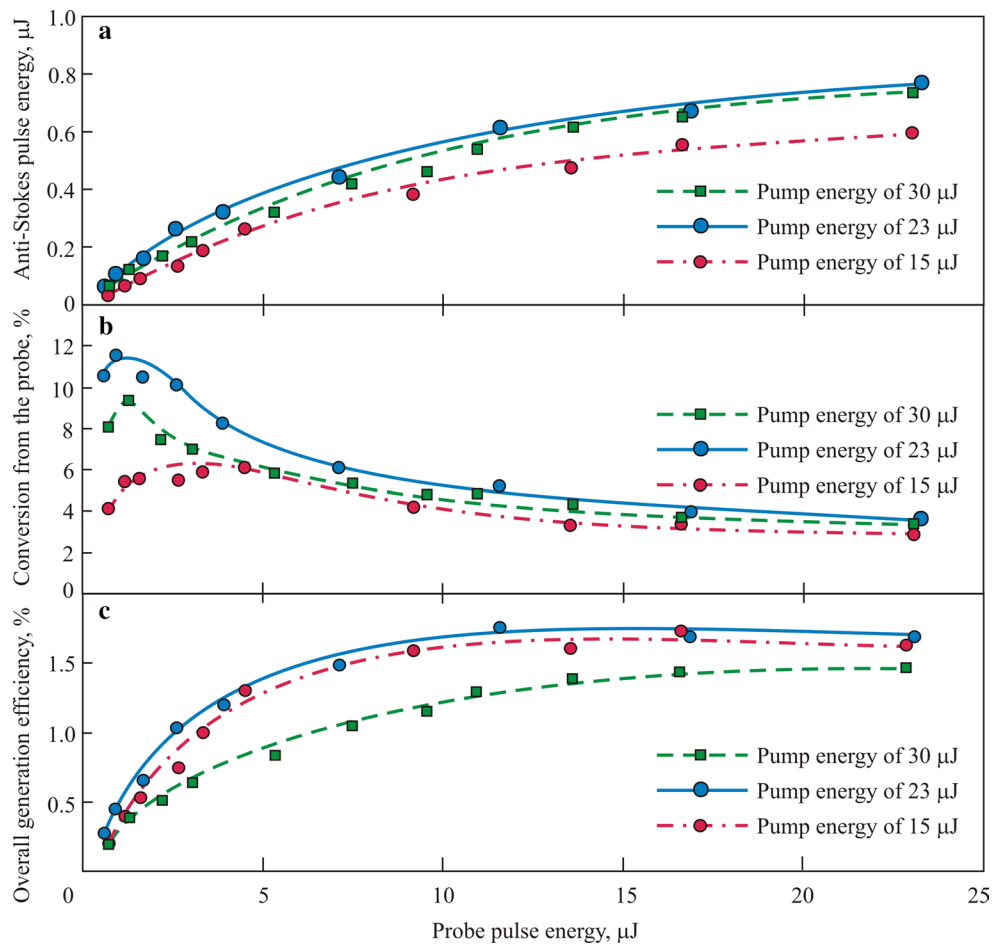 a
Anti-Stokes pulse energy, μJ
1.0
0.8
0.6
0.4
0.2
0
Pump energy of 30 μJ
Pump energy of 23 μJ
Pump energy of 15 μJ
b
Conversion from the probe, %
12
10
8
6
4
2
0
Pump energy of 30 μJ
Pump energy of 23 μJ
Pump energy of 15 μJ
c
Overall generation efficiency, %
1.5
1.0
0.5
Pump energy of 30 μJ
Pump energy of 23 μJ
Pump energy of 15 μJ
0 5 10 15 20 25
Probe pulse energy, μJ